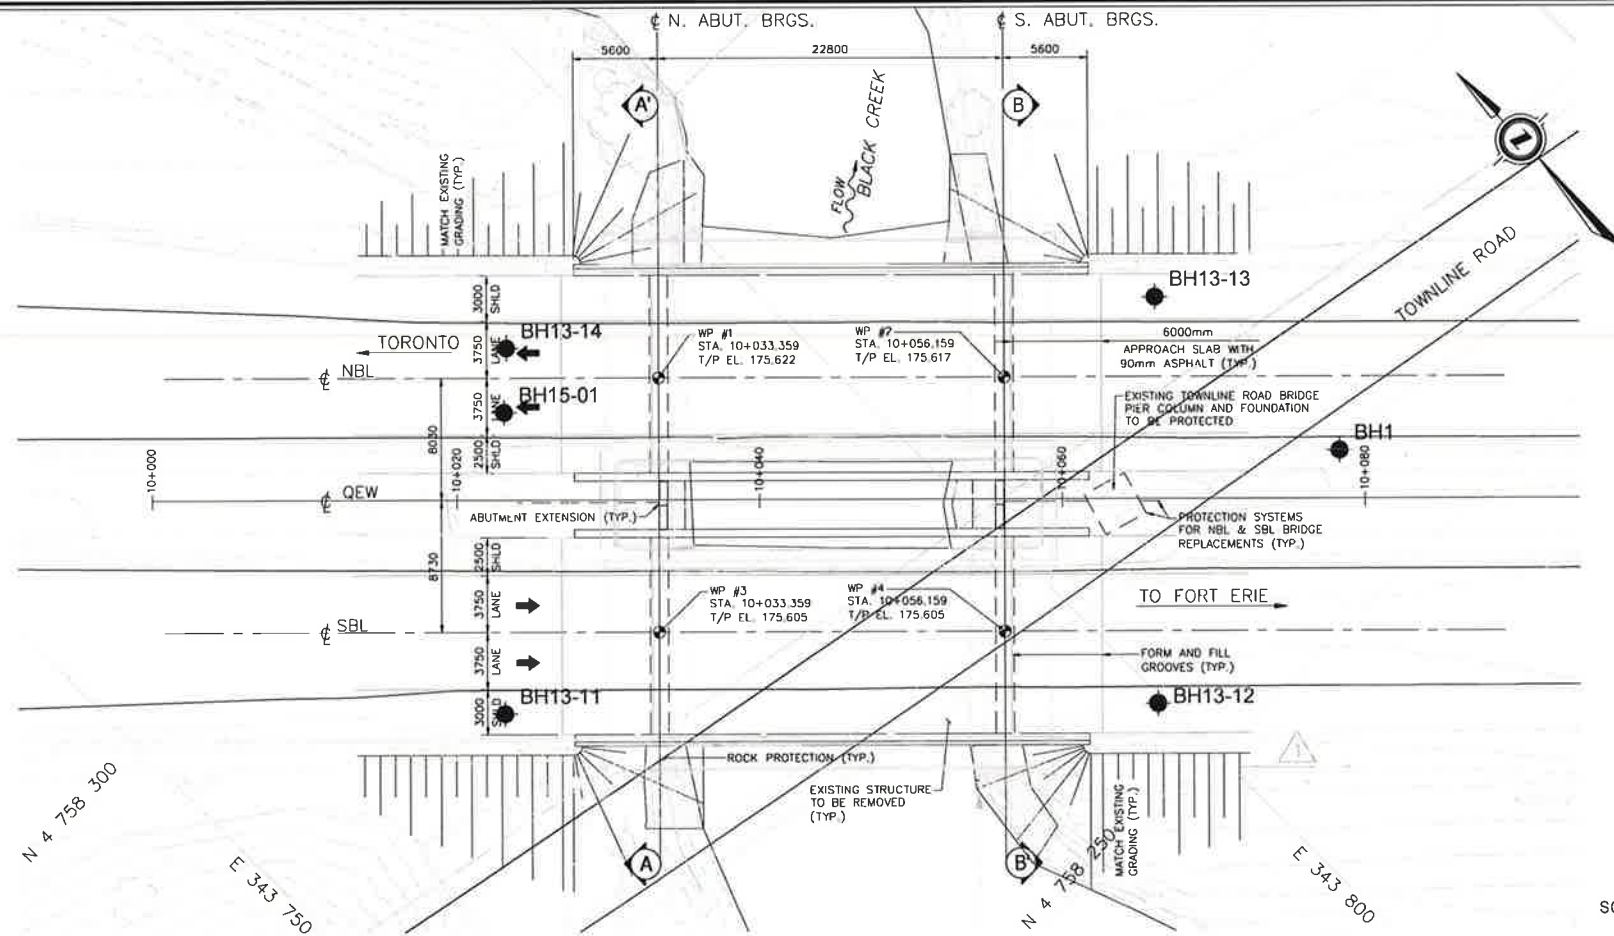 ℄ N. ABUT. BRGS.
℄ S. ABUT. BRGS.
5600
22800
5600
A'
B
FLOW
BLACK CREEK
MATCH EXISTING
GRADING (TYP.)
TOWNLINE ROAD
3000
SHLD
BH13-13
BH13-14
TORONTO
3750
LANE
WP #1
STA. 10+033.359
T/P EL. 175.622
WP #2
STA. 10+056.159
T/P EL. 175.617
6000mm
APPROACH SLAB WITH
90mm ASPHALT (TYP.)
℄ NBL
BH15-01
3750
LANE
EXISTING TOWNLINE ROAD BRIDGE
PIER COLUMN AND FOUNDATION
TO BE PROTECTED
BH1
8030
2500
SHLD
10+000
10+020
10+040
10+060
10+080
℄ QEW
ABUTMENT EXTENSION (TYP.)
PROTECTION SYSTEMS
FOR NBL & SBL BRIDGE
REPLACEMENTS (TYP.)
8730
2500
SHLD
3750
LANE
WP #3
STA. 10+033.359
T/P EL. 175.605
WP #4
STA. 10+056.159
T/P EL. 175.605
TO FORT ERIE
℄ SBL
3750
LANE
FORM AND FILL
GROOVES (TYP.)
BH13-11
BH13-12
3000
SHLD
ROCK PROTECTION (TYP.)
EXISTING STRUCTURE
TO BE REMOVED
(TYP.)
1
MATCH EXISTING
GRADING (TYP.)
A
B'
N 4 758 300
E 343 750
N 4 758 250
E 343 800